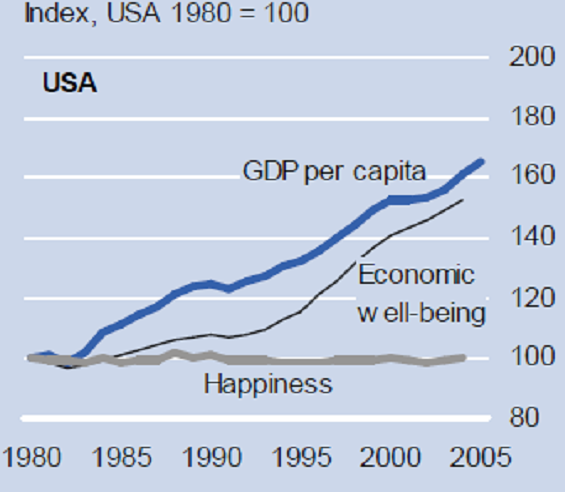 Index, USA 1980 = 100
200
USA
180
GDP per capita
160
140
Economic
well-being
120
100
Happiness
80
1980 1985 1990 1995 2000 2005